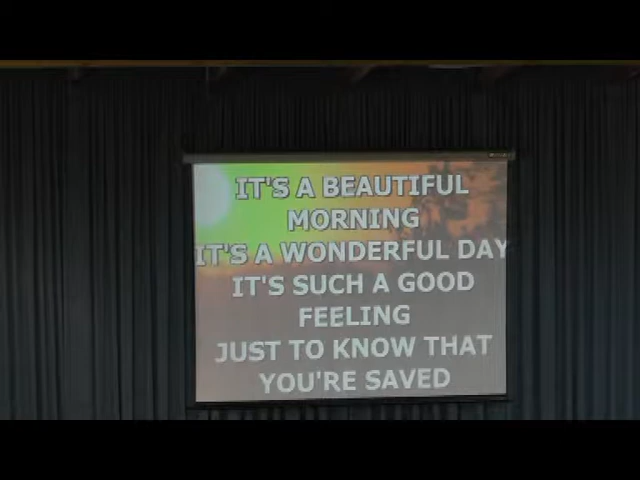 IT'S A BEAUTIFUL
MORNING
IT'S A WONDERFUL DAY
IT'S SUCH A GOOD
FEELING
JUST TO KNOW THAT
YOU'RE SAVED